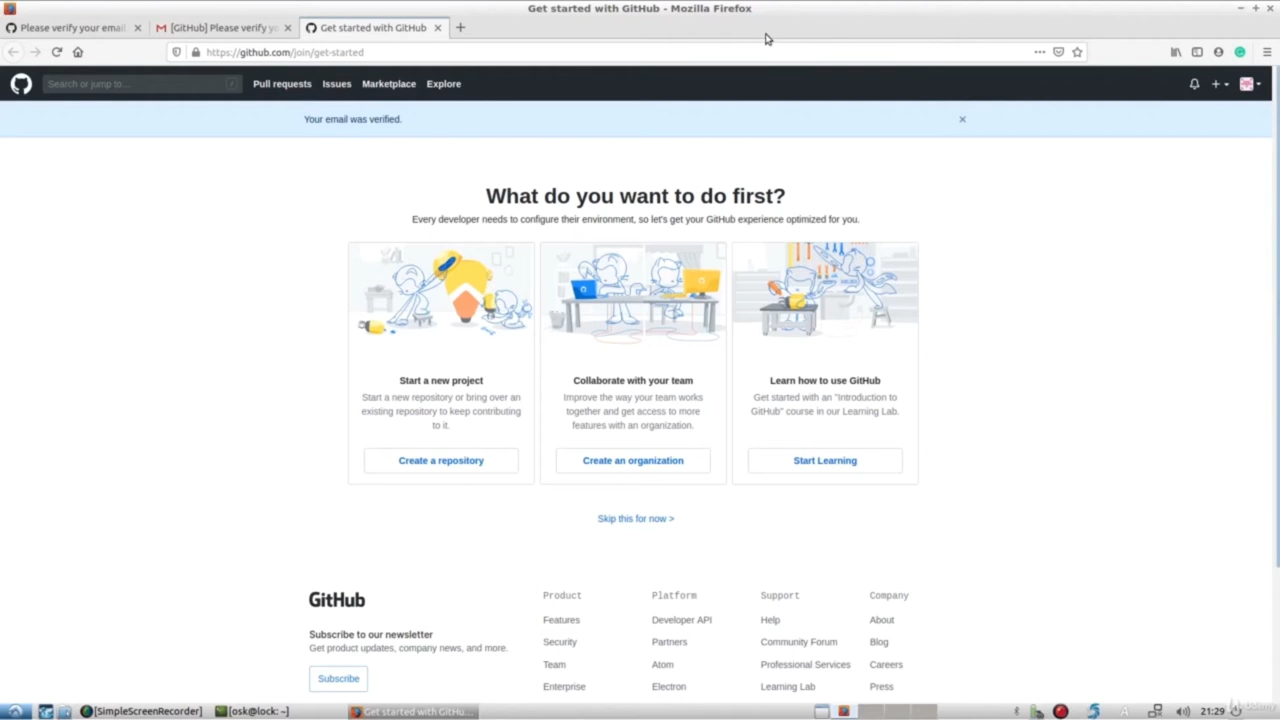 Get started with GitHub - Mozilla Firefox
Please verify your email
[GitHub] Please verify yo
Get started with GitHub
https://github.com/join/get-started
Search or jump to...
/
Pull requests
Issues
Marketplace
Explore
Your email was verified.
What do you want to do first?
Every developer needs to configure their environment, so let's get your GitHub experience optimized for you.
Start a new project
Start a new repository or bring over an
existing repository to keep contributing
to it.
Create a repository
Collaborate with your team
Improve the way your team works
together and get access to more
features with an organization.
Create an organization
Learn how to use GitHub
Get started with an "Introduction to
GitHub" course in our Learning Lab.
Start Learning
Skip this for now >
GitHub
Subscribe to our newsletter
Get product updates, company news, and more.
Subscribe
Product
Features
Security
Team
Enterprise
Platform
Developer API
Partners
Atom
Electron
Support
Help
Community Forum
Professional Services
Learning Lab
Company
About
Blog
Careers
Press
[SimpleScreenRecorder]
[osk@lock: ~]
Get started with GitHu...
21:29
Udemy